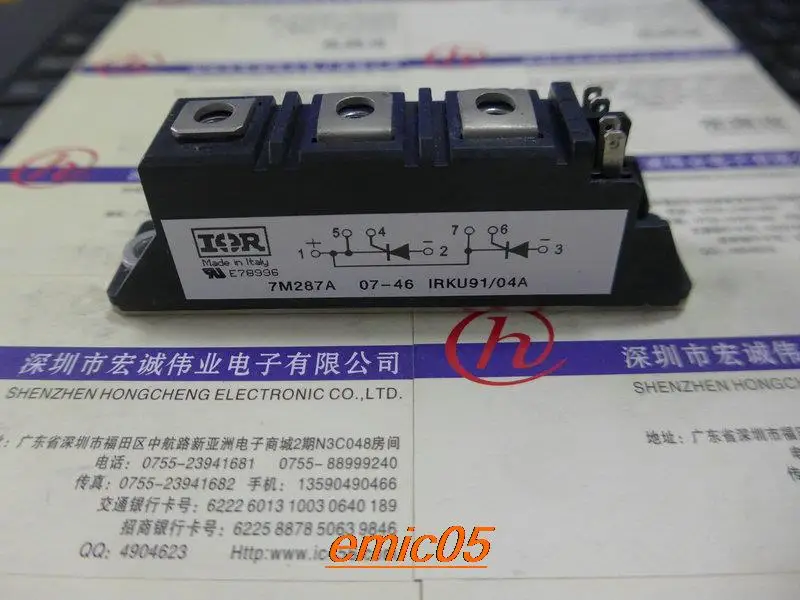 IOR
Made in Italy
E78996
1 + 5 4 - 2 7 6 - 3
7M287A 07-46 IRKU91/04A
深圳市宏诚伟业电子有限公司
SHENZHEN HONGCHENG ELECTRONIC CO.,LTD.
广东省深圳市福田区中航路新亚洲电子商城2期N3C048房间
电话：0755-23941681 0755-88999240
传真：0755-23941682 手机：13590490466
交通银行卡号：6222 6013 1003 0640 189
招商银行卡号：6225 8878 5063 9846
QQ: 4904623
emic05
深圳市宏诚
SHENZHEN HONGCHENG
地址：广东省深圳市福田区